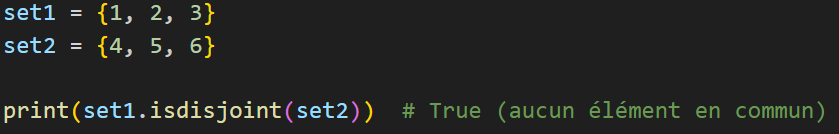 set1 = {1, 2, 3}
set2 = {4, 5, 6}
print(set1.isdisjoint(set2))  # True (aucun élément en commun)